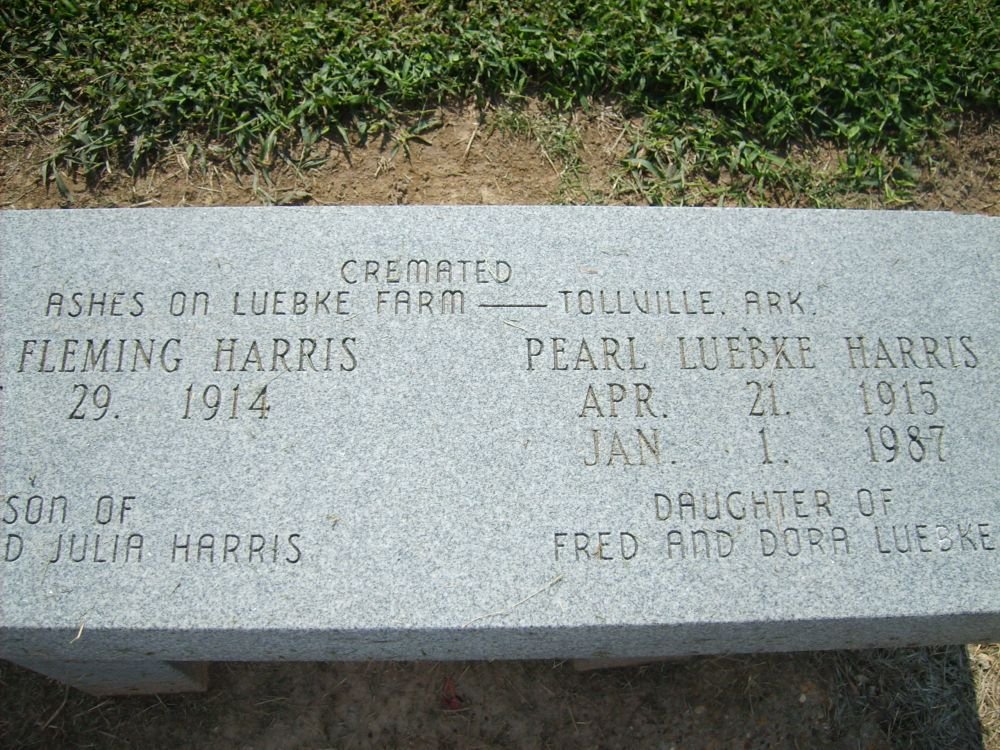 CREMATED
ASHES ON LUEBKE FARM — TOLLVILLE, ARK.
FLEMING HARRIS PEARL LUEBKE HARRIS
29. 1914 APR. 21. 1915
JAN. 1. 1987
SON OF DAUGHTER OF
D JULIA HARRIS FRED AND DORA LUEBKE